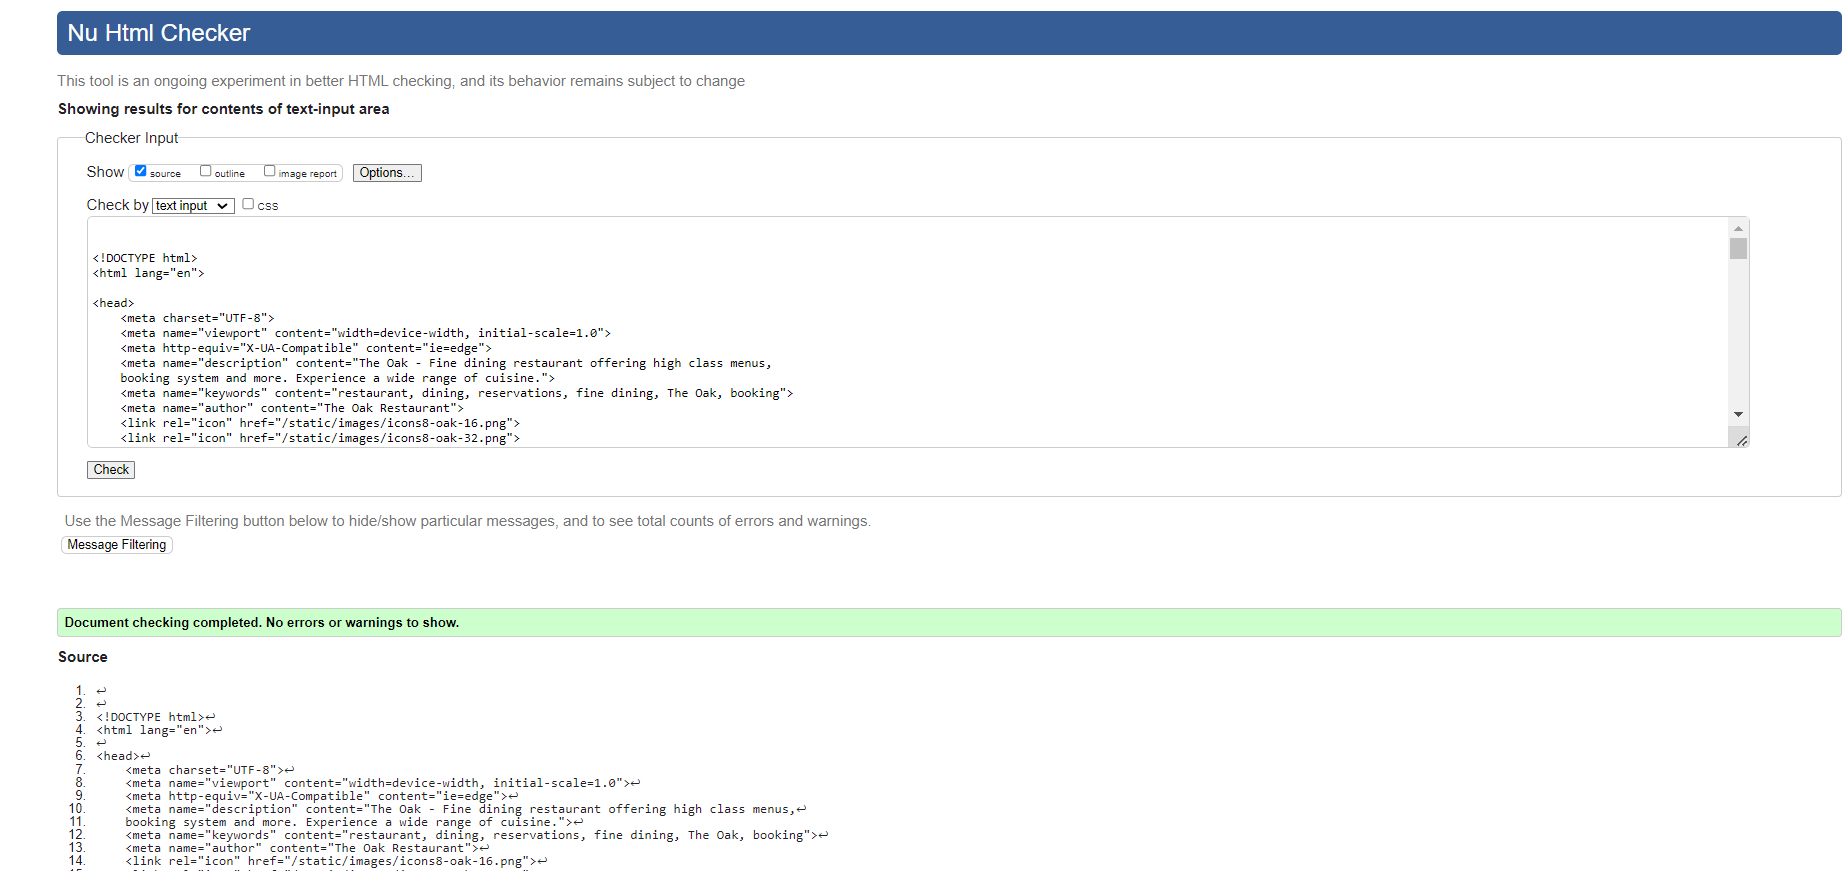 Nu Html Checker
This tool is an ongoing experiment in better HTML checking, and its behavior remains subject to change
Showing results for contents of text-input area
Checker Input
Show source outline image report Options...
Check by text input css
<!DOCTYPE html>
<html lang="en">
<head>
    <meta charset="UTF-8">
    <meta name="viewport" content="width=device-width, initial-scale=1.0">
    <meta http-equiv="X-UA-Compatible" content="ie=edge">
    <meta name="description" content="The Oak - Fine dining restaurant offering high class menus,
    booking system and more. Experience a wide range of cuisine.">
    <meta name="keywords" content="restaurant, dining, reservations, fine dining, The Oak, booking">
    <meta name="author" content="The Oak Restaurant">
    <link rel="icon" href="/static/images/icons8-oak-16.png">
    <link rel="icon" href="/static/images/icons8-oak-32.png">
Check
Use the Message Filtering button below to hide/show particular messages, and to see total counts of errors and warnings.
Message Filtering
Document checking completed. No errors or warnings to show.
Source
1. ↩
2. ↩
3. <!DOCTYPE html>↩
4. <html lang="en">↩
5. ↩
6. <head>↩
7.     <meta charset="UTF-8">↩
8.     <meta name="viewport" content="width=device-width, initial-scale=1.0">↩
9.     <meta http-equiv="X-UA-Compatible" content="ie=edge">↩
10.     <meta name="description" content="The Oak - Fine dining restaurant offering high class menus,↩
11.     booking system and more. Experience a wide range of cuisine.">↩
12.     <meta name="keywords" content="restaurant, dining, reservations, fine dining, The Oak, booking">↩
13.     <meta name="author" content="The Oak Restaurant">↩
14.     <link rel="icon" href="/static/images/icons8-oak-16.png">↩